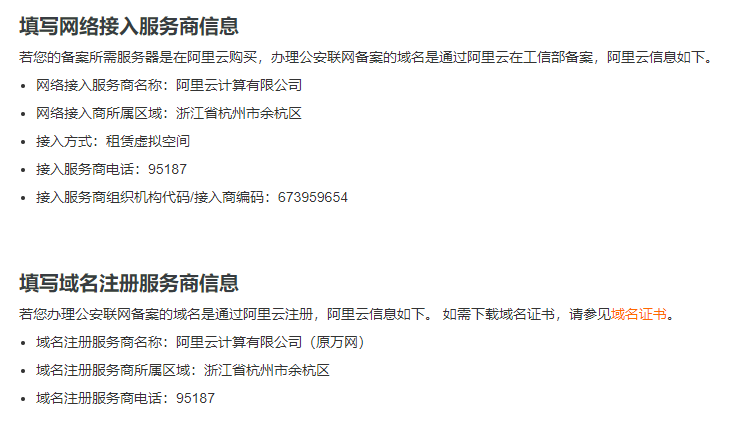 填写网络接入服务商信息
若您的备案所需服务器是在阿里云购买，办理公安联网备案的域名是通过阿里云在工信部备案，阿里云信息如下。
网络接入服务商名称：阿里云计算有限公司
网络接入商所属区域：浙江省杭州市余杭区
接入方式：租赁虚拟空间
接入服务商电话：95187
接入服务商组织机构代码/接入商编码：673959654
填写域名注册服务商信息
若您办理公安联网备案的域名是通过阿里云注册，阿里云信息如下。 如需下载域名证书，请参见域名证书。
域名注册服务商名称：阿里云计算有限公司（原万网）
域名注册服务商所属区域：浙江省杭州市余杭区
域名注册服务商电话：95187